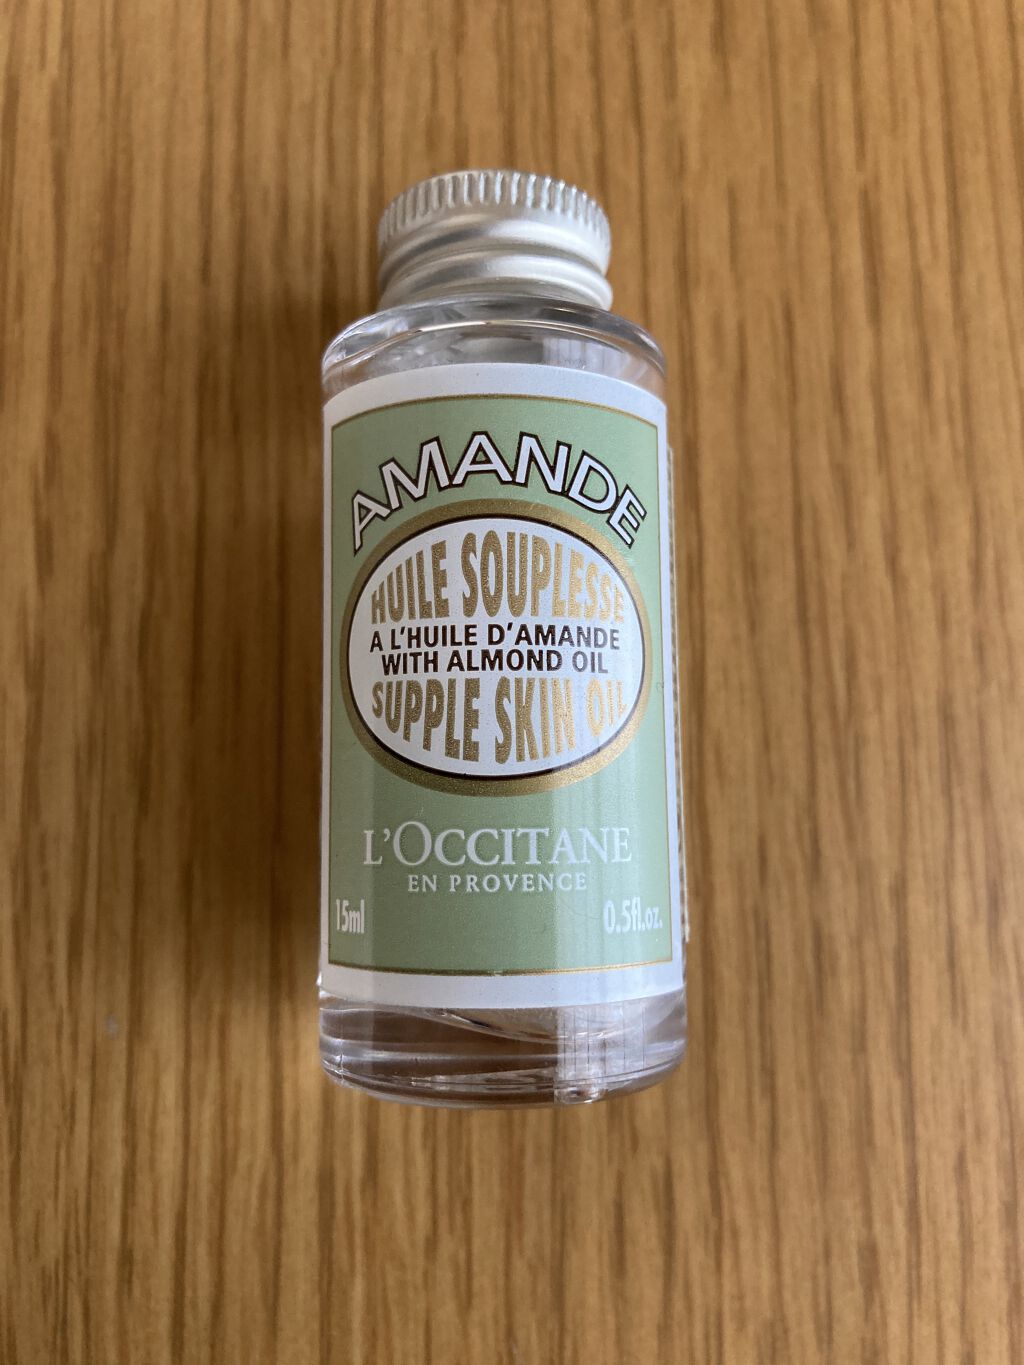 AMANDE
HUILE SOUPLESSE
A L'HUILE D'AMANDE
WITH ALMOND OIL
SUPPLE SKIN OIL
L'OCCITANE
EN PROVENCE
15ml 0.5fl.oz.